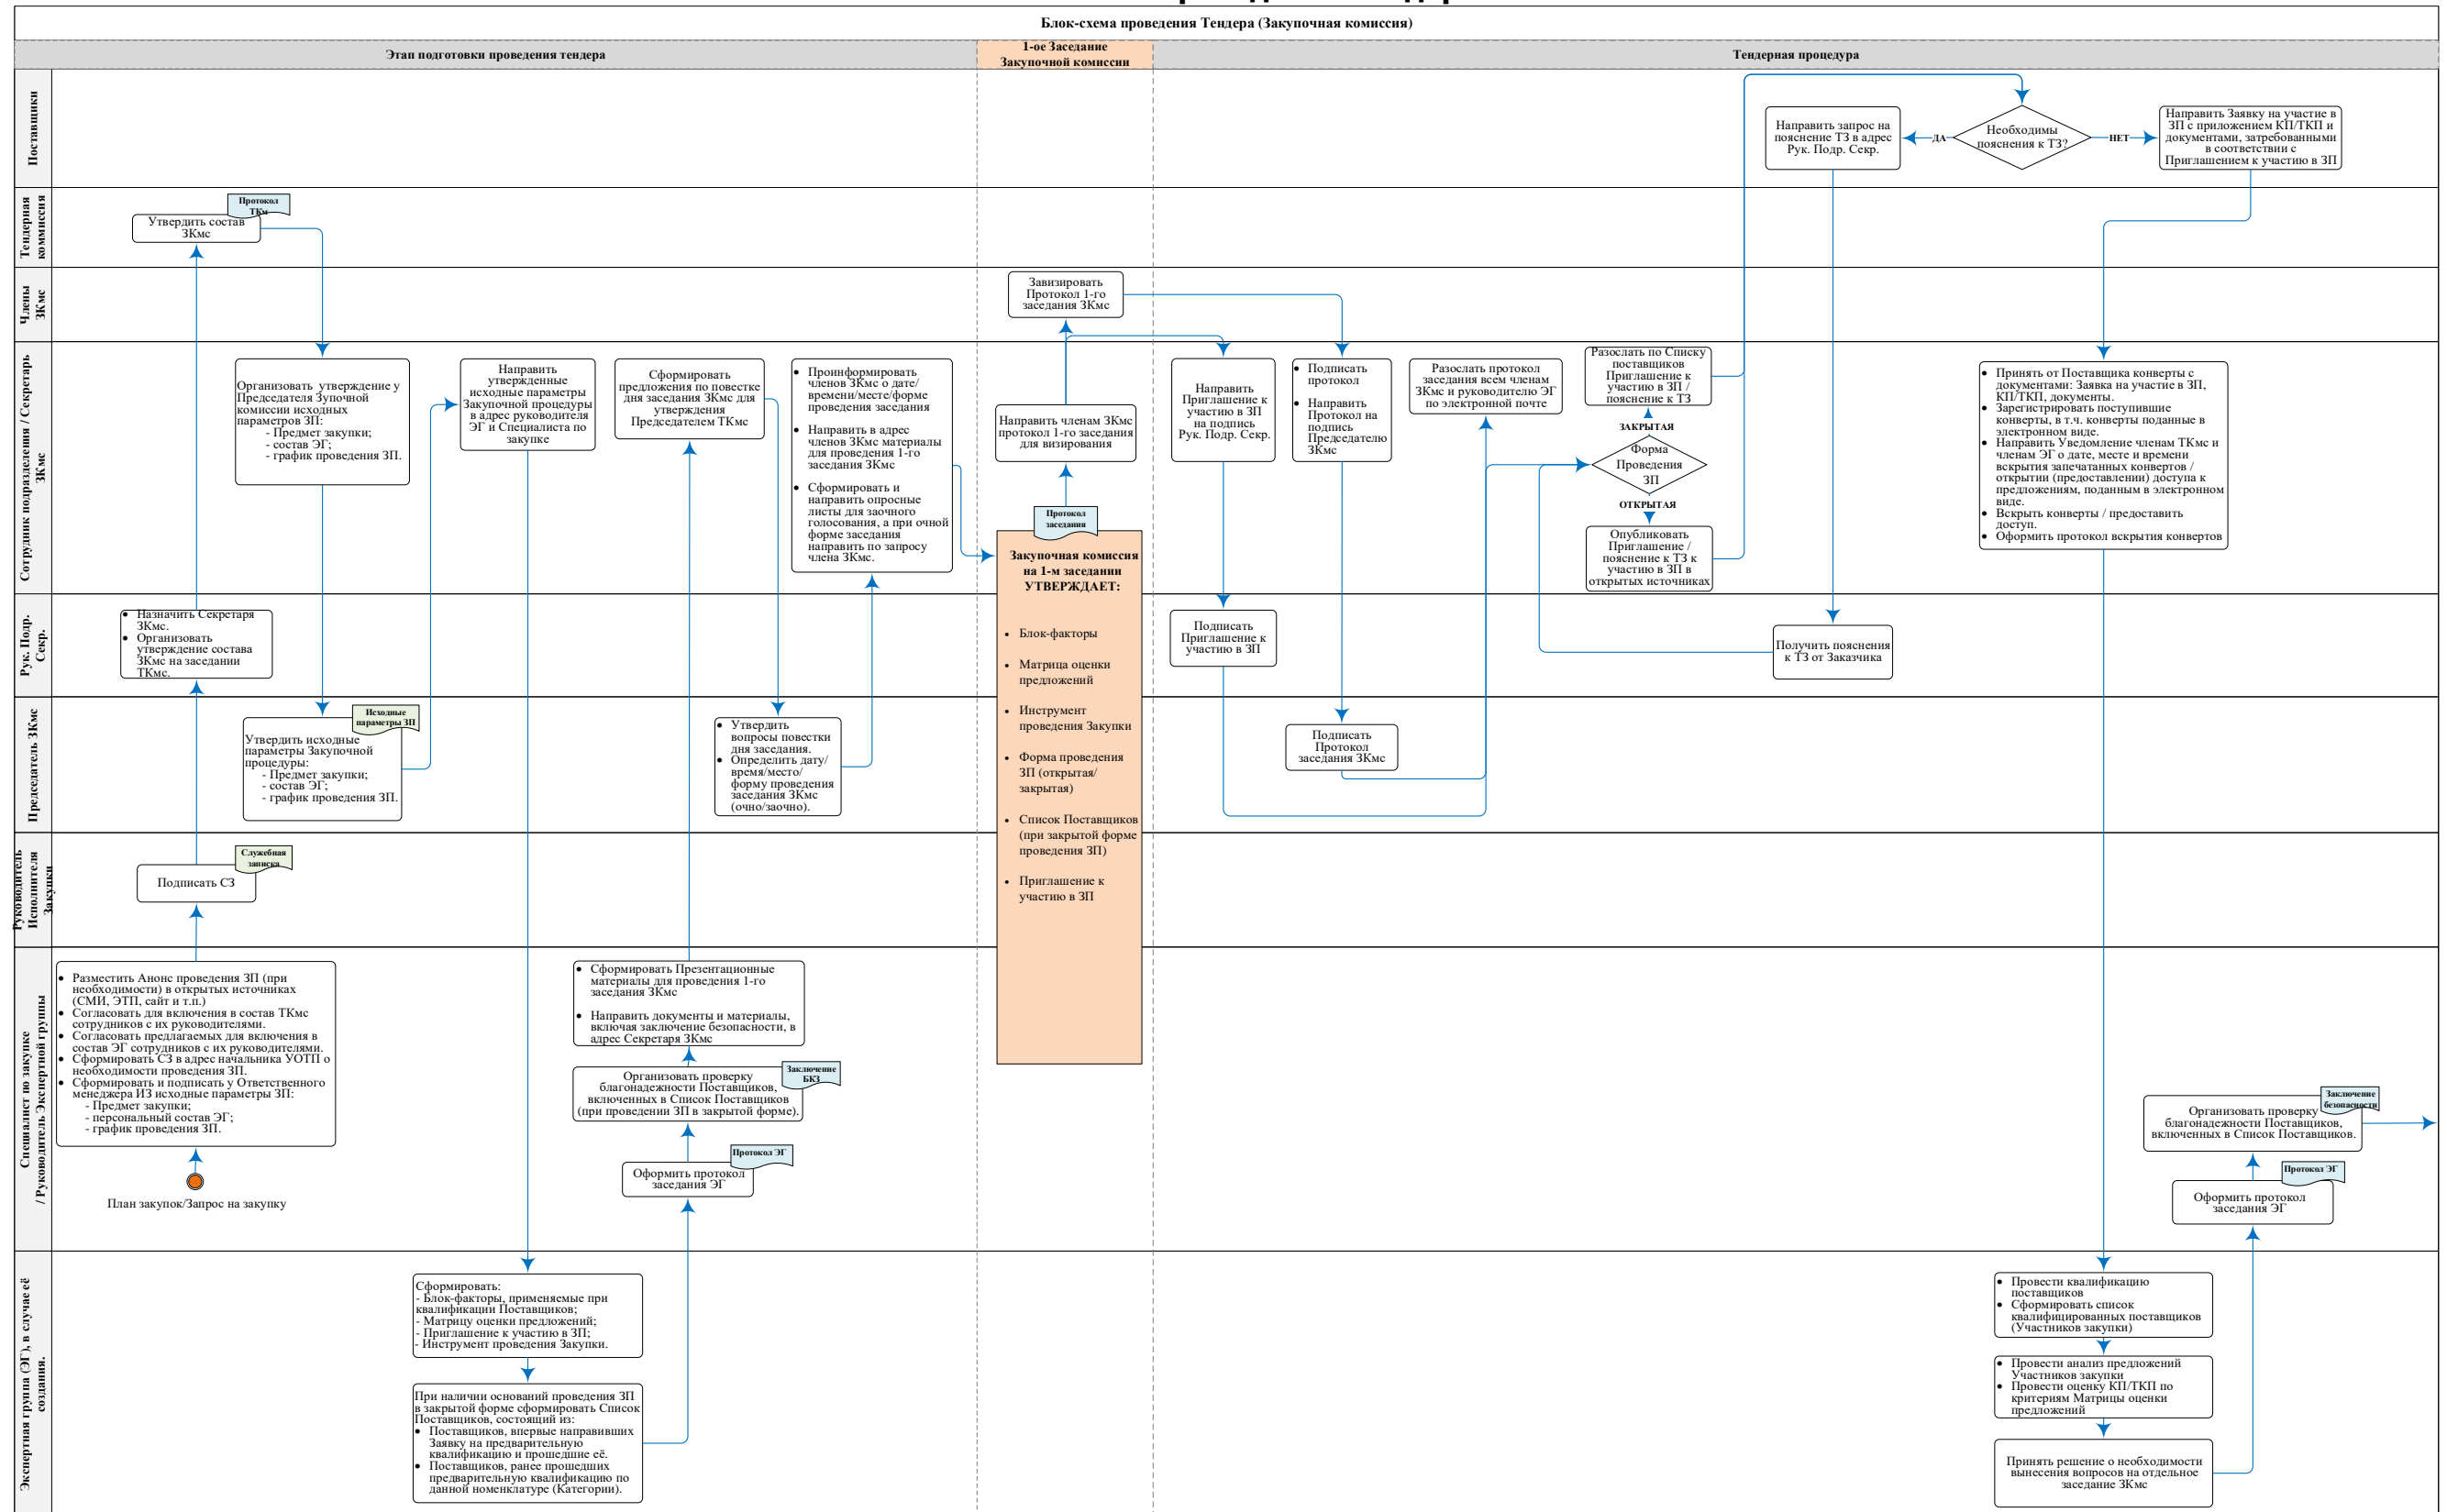 Блок-схема проведения Тендера (Закупочная комиссия)
Этап подготовки проведения тендера
1-ое Заседание
Закупочной комиссии
Тендерная процедура
Поставщики
Направить запрос на
пояснение ТЗ в адрес
Рук. Подр. Секр.
ДА
Необходимы
пояснения к ТЗ?
НЕТ
Направить Заявку на участие в
ЗП с приложением КП/ТКП и
документами, затребованными
в соответствии с
Приглашением к участию в ЗП
Тендерная
коммиссия
Протокол
ТКм
Утвердить состав
ЗКмс
Члены
ЗКмс
Завизировать
Протокол 1-го
заседания ЗКмс
Сотрудник подразделения / Секретарь
ЗКмс
Организовать утверждение у
Председателя Зупочной
комиссии исходных
параметров ЗП:
- Предмет закупки;
- состав ЭГ;
- график проведения ЗП.
Направить
утвержденные
исходные параметры
Закупочной процедуры
в адрес руководителя
ЭГ и Специалиста по
закупке
Сформировать
предложения по повестке
дня заседания ЗКмс для
утверждения
Председателем ТКмс
• Проинформировать
членов ЗКмс о дате/
времени/месте/форме
проведения заседания
• Направить в адрес
членов ЗКмс материалы
для проведения 1-го
заседания ЗКмс
• Сформировать и
направить опросные
листы для заочного
голосования, а при очной
форме заседания
направить по запросу
члена ЗКмс.
Направить членам ЗКмс
протокол 1-го заседания
для визирования
Протокол
заседания
Закупочная комиссия
на 1-м заседании
УТВЕРЖДАЕТ:
• Блок-факторы
• Матрица оценки
предложений
• Инструмент
проведения Закупки
• Форма проведения
ЗП (открытая/
закрытая)
• Список Поставщиков
(при закрытой форме
проведения ЗП)
• Приглашение к
участию в ЗП
Направить
Приглашение к
участию в ЗП
на подпись
Рук. Подр. Секр.
• Подписать
протокол
• Направить
Протокол на
подпись
Председателю
ЗКмс
Разослать протокол
заседания всем членам
ЗКмс и руководителю ЭГ
по электронной почте
Разослать по Списку
поставщиков
Приглашение к
участию в ЗП /
пояснение к ТЗ
ЗАКРЫТАЯ
Форма
Проведения
ЗП
ОТКРЫТАЯ
Опубликовать
Приглашение /
пояснение к ТЗ к
участию в ЗП в
открытых источниках
• Принять от Поставщика конверты с
документами: Заявка на участие в ЗП,
КП/ТКП, документы.
• Зарегистрировать поступившие
конверты, в т.ч. конверты поданные в
электронном виде.
• Направить Уведомление членам ТКмс и
членам ЭГ о дате, месте и времени
вскрытия запечатанных конвертов /
открытии (предоставлении) доступа к
предложениям, поданным в электронном
виде.
• Вскрыть конверты / предоставить
доступ.
• Оформить протокол вскрытия конвертов
Рук. Подр.
Секр.
• Назначить Секретаря
ЗКмс.
• Организовать
утверждение состава
ЗКмс на заседании
ТКмс.
Подписать
Приглашение к
участию в ЗП
Получить пояснения
к ТЗ от Заказчика
Председатель ЗКмс
Исходные
параметры ЗП
Утвердить исходные
параметры Закупочной
процедуры:
- Предмет закупки;
- состав ЭГ;
- график проведения ЗП.
• Утвердить
вопросы повестки
дня заседания.
• Определить дату/
время/место/
форму проведения
заседания ЗКмс
(очно/заочно).
Подписать
Протокол
заседания ЗКмс
Руководитель
Исполнителя
Закупки
Служебная
записка
Подписать СЗ
Специалист по закупке
/ Руководитель Экспертной группы
• Разместить Анонс проведения ЗП (при
необходимости) в открытых источниках
(СМИ, ЭТП, сайт и т.п.)
• Согласовать для включения в состав ТКмс
сотрудников с их руководителями.
• Согласовать предлагаемых для включения в
состав ЭГ сотрудников с их руководителями.
• Сформировать СЗ в адрес начальника УОТП о
необходимости проведения ЗП.
• Сформировать и подписать у Ответственного
менеджера ИЗ исходные параметры ЗП:
- Предмет закупки;
- персональный состав ЭГ;
- график проведения ЗП.
План закупок/Запрос на закупку
• Сформировать Презентационные
материалы для проведения 1-го
заседания ЗКмс
• Направить документы и материалы,
включая заключение безопасности, в
адрес Секретаря ЗКмс
Заключение
БКЗ
Организовать проверку
благонадежности Поставщиков,
включенных в Список Поставщиков
(при проведении ЗП в закрытой форме).
Протокол ЭГ
Оформить протокол
заседания ЭГ
Заключение
безопасности
Организовать проверку
благонадежности Поставщиков,
включенных в Список Поставщиков.
Протокол ЭГ
Оформить протокол
заседания ЭГ
Экспертная группа (ЭГ), в случае её
создания.
Сформировать:
- Блок-факторы, применяемые при
квалификации Поставщиков;
- Матрицу оценки предложений;
- Приглашение к участию в ЗП;
- Инструмент проведения Закупки.
При наличии оснований проведения ЗП
в закрытой форме сформировать Список
Поставщиков, состоящий из:
• Поставщиков, впервые направивших
Заявку на предварительную
квалификацию и прошедшие её.
• Поставщиков, ранее прошедших
предварительную квалификацию по
данной номенклатуре (Категории).
• Провести квалификацию
поставщиков
• Сформировать список
квалифицированных поставщиков
(Участников закупки)
• Провести анализ предложений
Участников закупки
• Провести оценку КП/ТКП по
критериям Матрицы оценки
предложений
Принять решение о необходимости
вынесения вопросов на отдельное
заседание ЗКмс